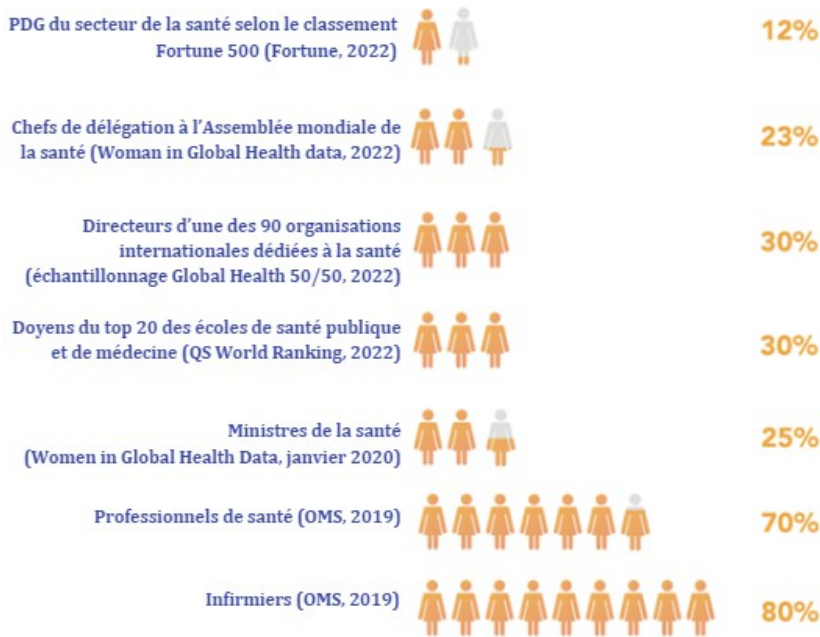 PDG du secteur de la santé selon le classement
Fortune 500 (Fortune, 2022)
12%
Chefs de délégation à l'Assemblée mondiale de
la santé (Woman in Global Health data, 2022)
23%
Directeurs d'une des 90 organisations
internationales dédiées à la santé
(échantillonnage Global Health 50/50, 2022)
30%
Doyens du top 20 des écoles de santé publique
et de médecine (QS World Ranking, 2022)
30%
Ministres de la santé
(Women in Global Health Data, janvier 2020)
25%
Professionnels de santé (OMS, 2019)
70%
Infirmiers (OMS, 2019)
80%